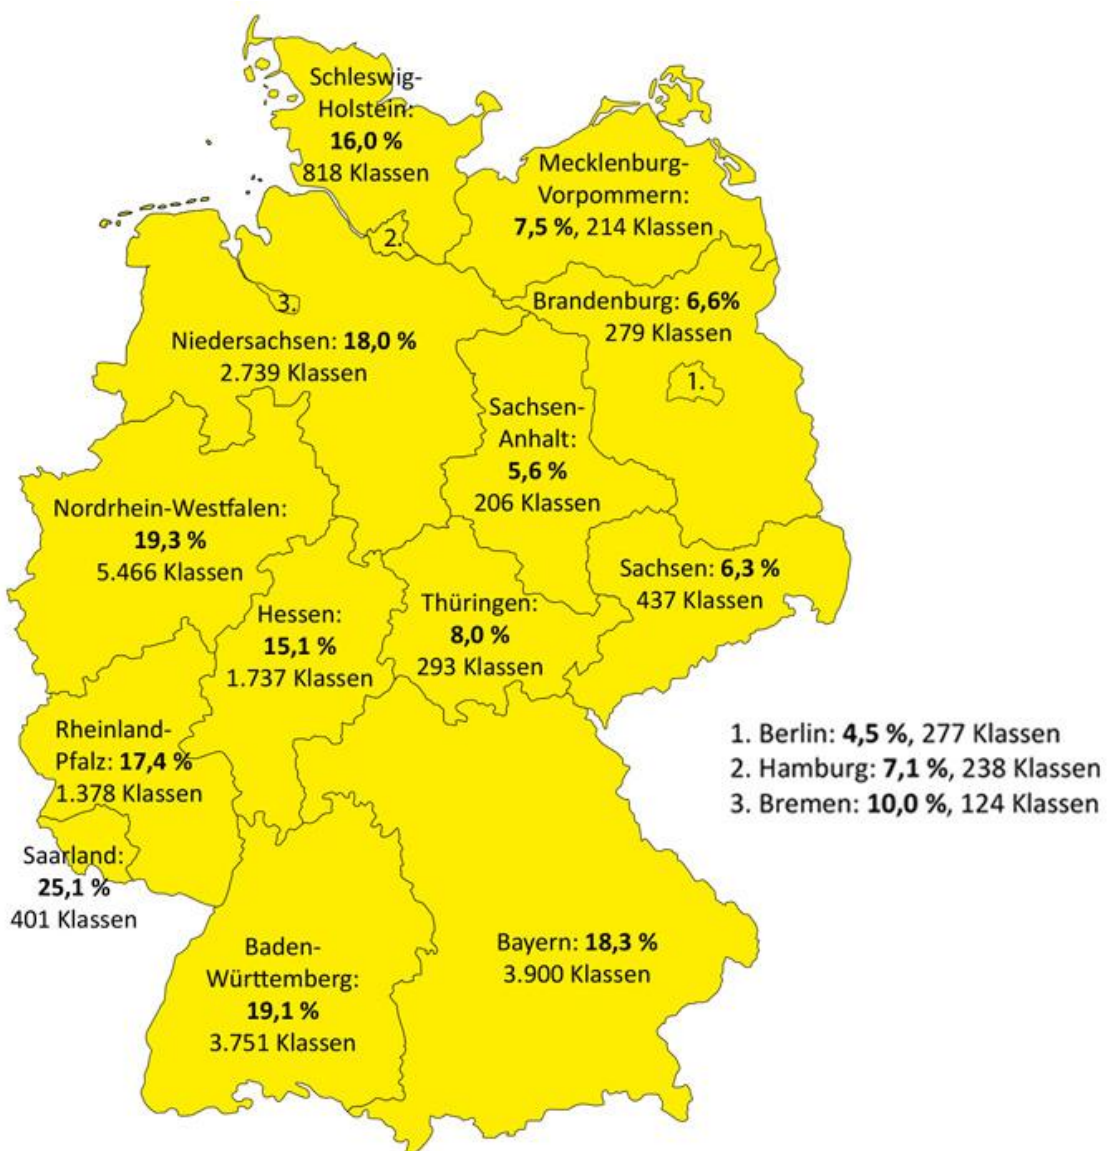 Schleswig-
Holstein:
16,0 %
818 Klassen
Mecklenburg-
Vorpommern:
7,5 %, 214 Klassen
2.
Brandenburg: 6,6%
279 Klassen
3.
Niedersachsen: 18,0 %
2.739 Klassen
1.
Sachsen-
Anhalt:
5,6 %
206 Klassen
Nordrhein-Westfalen:
19,3 %
5.466 Klassen
Sachsen: 6,3 %
437 Klassen
Hessen:
15,1 %
1.737 Klassen
Thüringen:
8,0 %
293 Klassen
Rheinland-
Pfalz: 17,4 %
1.378 Klassen
1. Berlin: 4,5 %, 277 Klassen
2. Hamburg: 7,1 %, 238 Klassen
3. Bremen: 10,0 %, 124 Klassen
Saarland:
25,1 %
401 Klassen
Baden-
Württemberg:
19,1 %
3.751 Klassen
Bayern: 18,3 %
3.900 Klassen